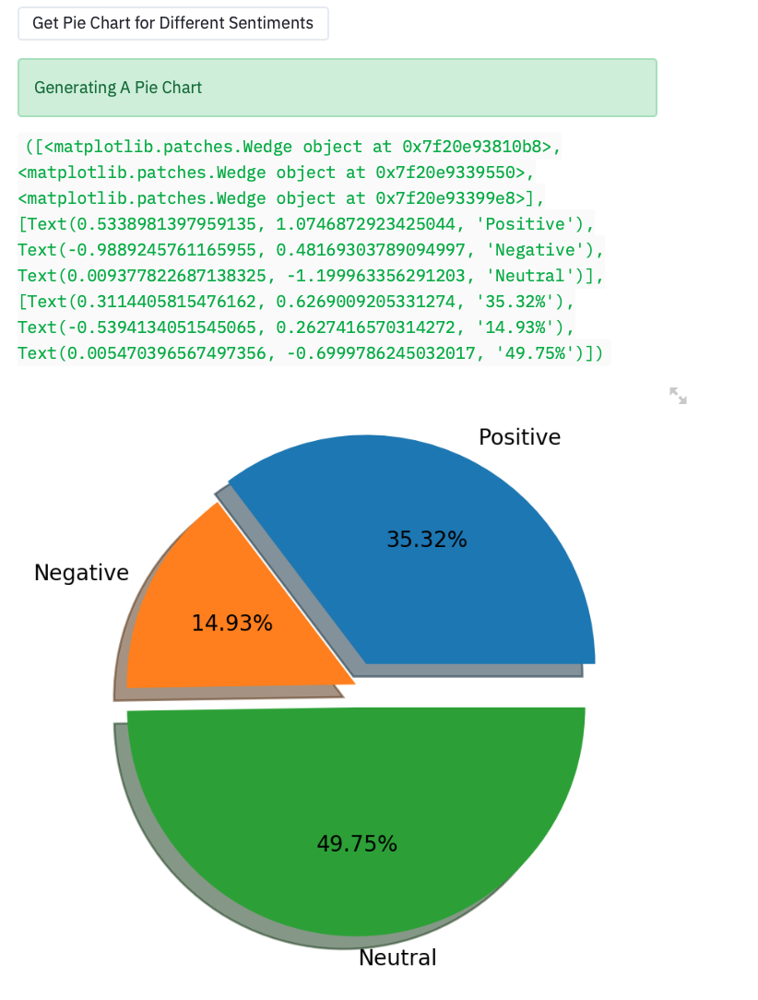 Get Pie Chart for Different Sentiments
Generating A Pie Chart
([<matplotlib.patches.Wedge object at 0x7f20e93810b8>,
<matplotlib.patches.Wedge object at 0x7f20e9339550>,
<matplotlib.patches.Wedge object at 0x7f20e93399e8>],
[Text(0.5338981397959135, 1.0746872923425044, 'Positive'),
Text(-0.9889245761165955, 0.48169303789094997, 'Negative'),
Text(0.009377822687138325, -1.199963356291203, 'Neutral')],
[Text(0.3114405815476162, 0.6269009205331274, '35.32%'),
Text(-0.5394134051545065, 0.2627416570314272, '14.93%'),
Text(0.005470396567497356, -0.6999786245032017, '49.75%')])
Positive
35.32%
Negative
14.93%
49.75%
Neutral